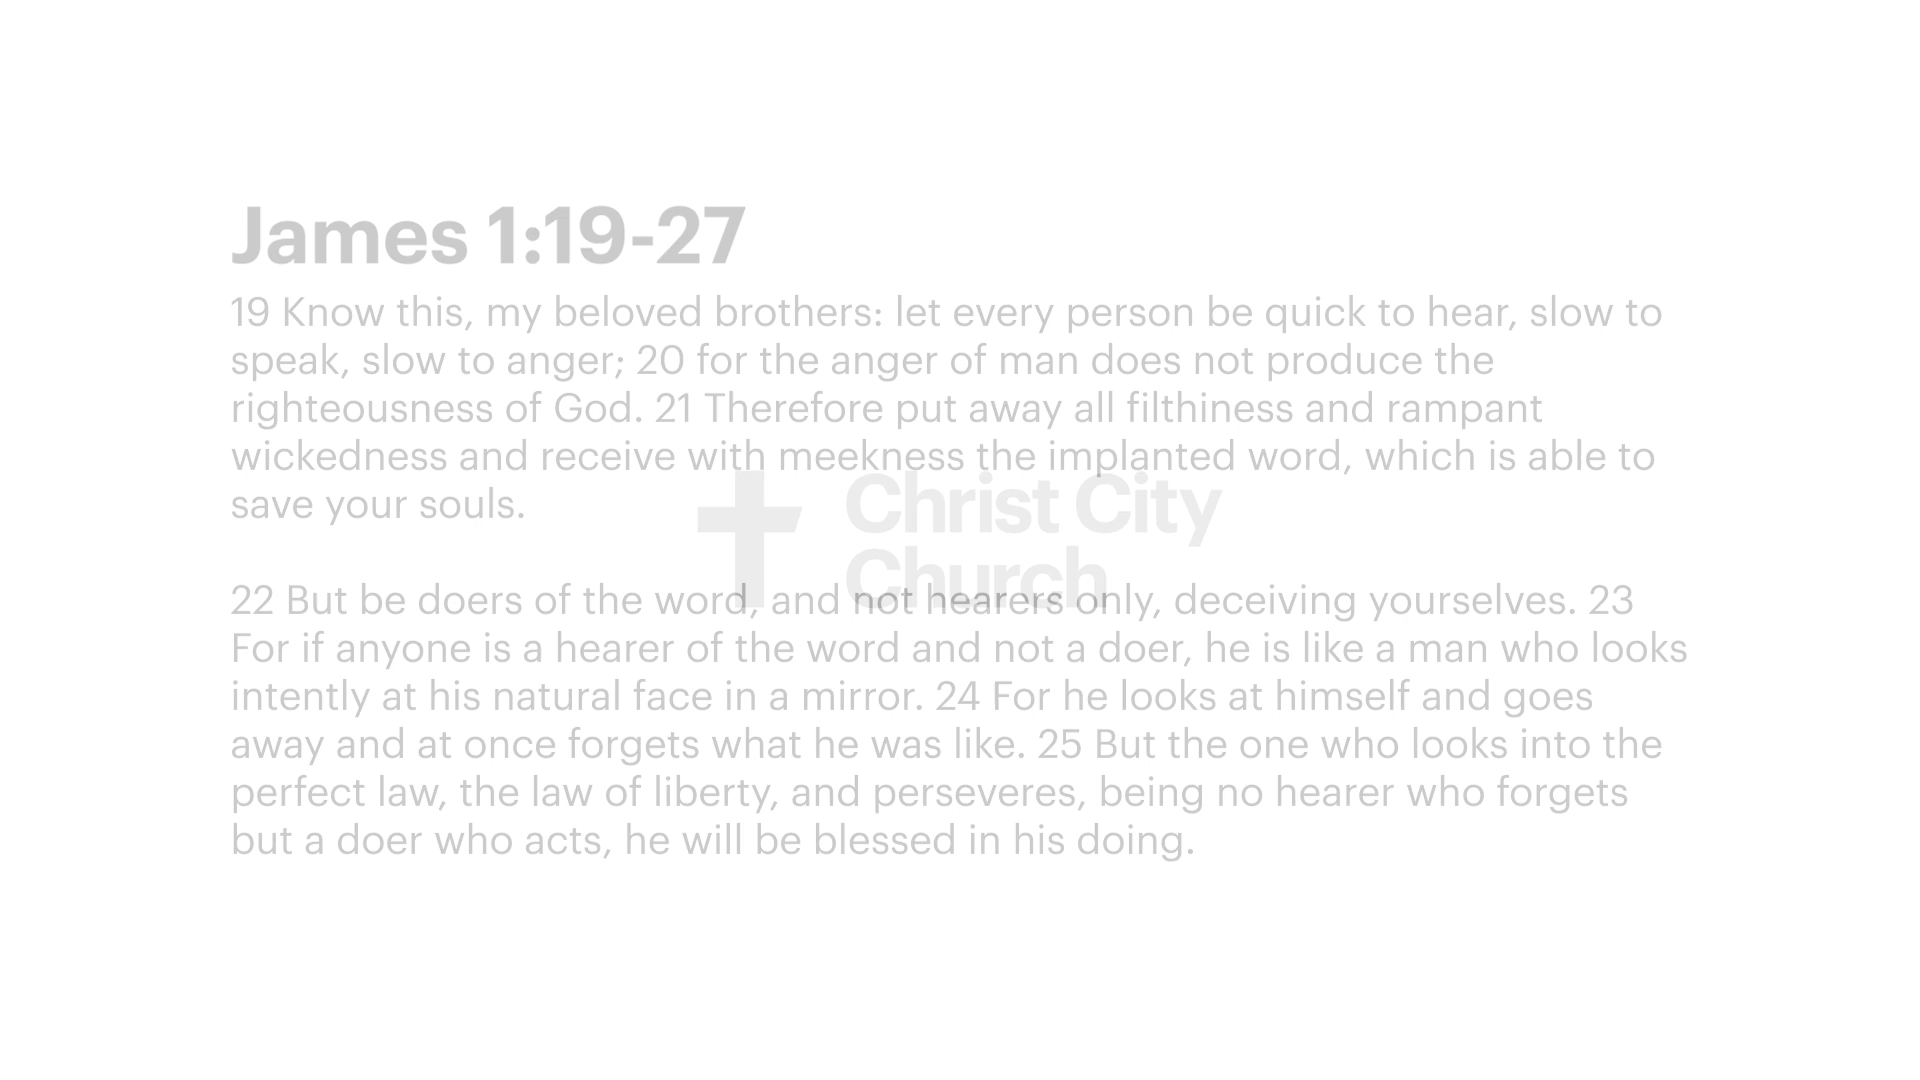 James 1:19-27
19 Know this, my beloved brothers: let every person be quick to hear, slow to
speak, slow to anger; 20 for the anger of man does not produce the
righteousness of God. 21 Therefore put away all filthiness and rampant
wickedness and receive with meekness the implanted word, which is able to
save your souls.
Christ City
Church
22 But be doers of the word, and not hearers only, deceiving yourselves. 23
For if anyone is a hearer of the word and not a doer, he is like a man who looks
intently at his natural face in a mirror. 24 For he looks at himself and goes
away and at once forgets what he was like. 25 But the one who looks into the
perfect law, the law of liberty, and perseveres, being no hearer who forgets
but a doer who acts, he will be blessed in his doing.